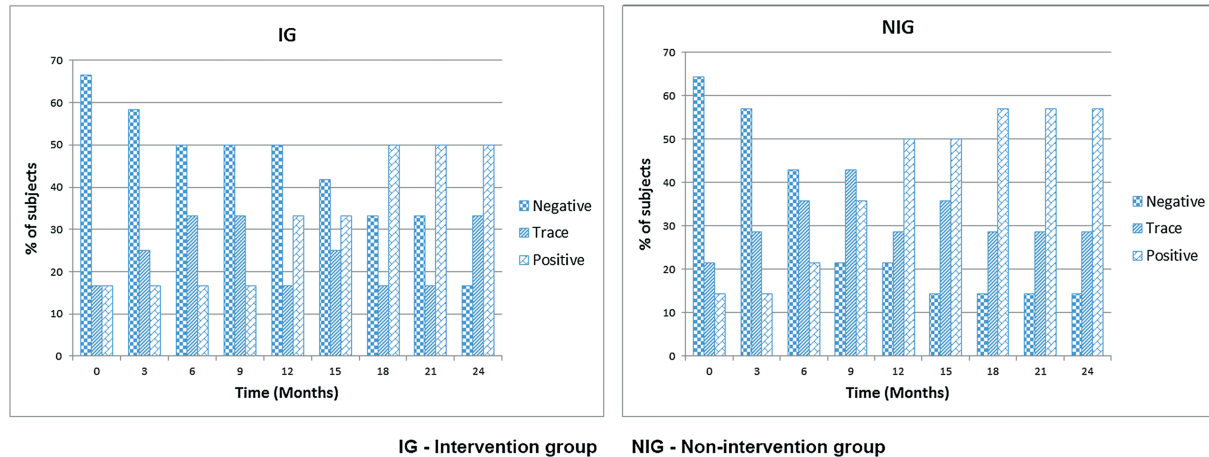 IG
70
60
50
40
30
20
10
0
% of subjects
0 3 6 9 12 15 18 21 24
Time (Months)
Negative
Trace
Positive
NIG
70
60
50
40
30
20
10
0
% of subjects
0 3 6 9 12 15 18 21 24
Time (Months)
Negative
Trace
Positive
IG - Intervention group NIG - Non-intervention group